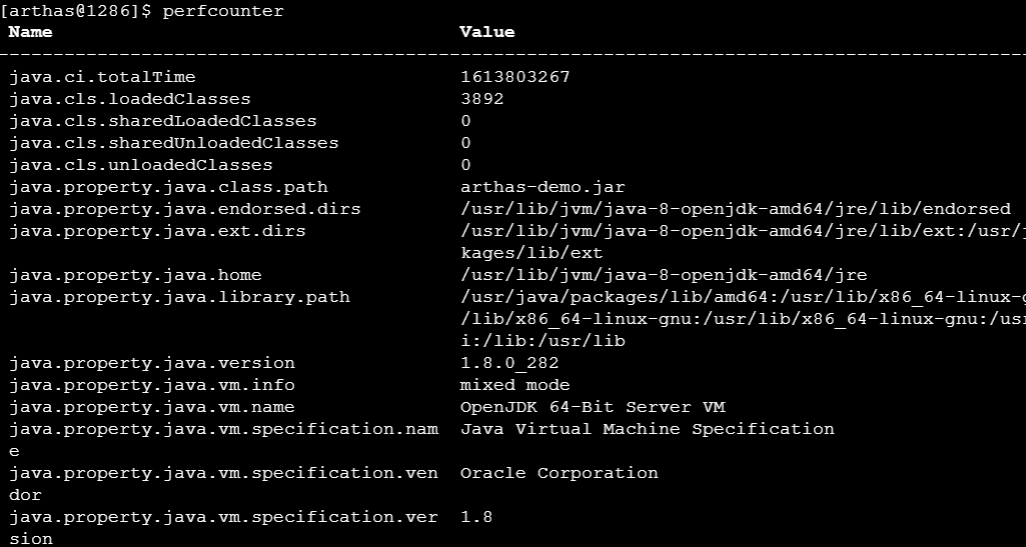 [arthas@1286]$ perfcounter
Name Value
java.ci.totalTime 1613803267
java.cls.loadedClasses 3892
java.cls.sharedLoadedClasses 0
java.cls.sharedUnloadedClasses 0
java.cls.unloadedClasses 0
java.property.java.class.path arthas-demo.jar
java.property.java.endorsed.dirs /usr/lib/jvm/java-8-openjdk-amd64/jre/lib/endorsed
java.property.java.ext.dirs /usr/lib/jvm/java-8-openjdk-amd64/jre/lib/ext:/usr/j
kages/lib/ext
java.property.java.home /usr/lib/jvm/java-8-openjdk-amd64/jre
java.property.java.library.path /usr/java/packages/lib/amd64:/usr/lib/x86_64-linux-g
/lib/x86_64-linux-gnu:/usr/lib/x86_64-linux-gnu:/usr
i:/lib:/usr/lib
java.property.java.version 1.8.0_282
java.property.java.vm.info mixed mode
java.property.java.vm.name OpenJDK 64-Bit Server VM
java.property.java.vm.specification.nam Java Virtual Machine Specification
e
java.property.java.vm.specification.ven Oracle Corporation
dor
java.property.java.vm.specification.ver 1.8
sion